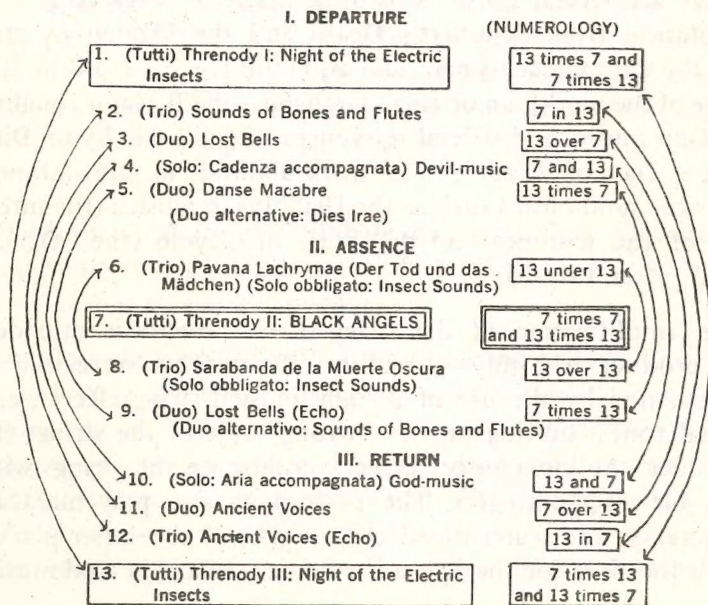 I. DEPARTURE (NUMEROLOGY)
1. (Tutti) Threnody I: Night of the Electric 13 times 7 and
Insects 7 times 13
2. (Trio) Sounds of Bones and Flutes 7 in 13
3. (Duo) Lost Bells 13 over 7
4. (Solo: Cadenza accompagnata) Devil-music 7 and 13
5. (Duo) Danse Macabre 13 times 7
(Duo alternative: Dies Irae)
II. ABSENCE
6. (Trio) Pavana Lachrymae (Der Tod und das 13 under 13
Mädchen) (Solo obbligato: Insect Sounds)
7. (Tutti) Threnody II: BLACK ANGELS 7 times 7
and 13 times 13
8. (Trio) Sarabanda de la Muerte Oscura 13 over 13
(Solo obbligato: Insect Sounds)
9. (Duo) Lost Bells (Echo) 7 times 13
(Duo alternativo: Sounds of Bones and Flutes)
III. RETURN
10. (Solo: Aria accompagnata) God-music 13 and 7
11. (Duo) Ancient Voices 7 over 13
12. (Trio) Ancient Voices (Echo) 13 in 7
13. (Tutti) Threnody III: Night of the Electric 7 times 13
Insects and 13 times 7